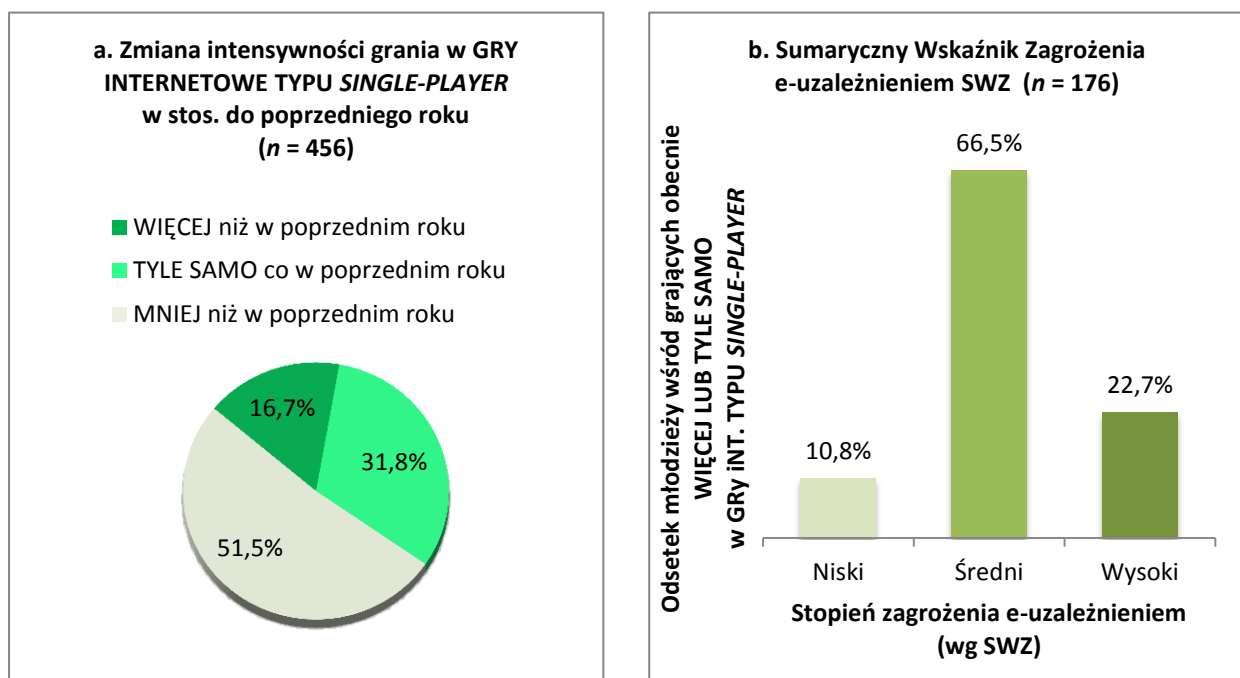 a. Zmiana intensywności grania w GRY
INTERNETOWE TYPU SINGLE-PLAYER
w stos. do poprzedniego roku
(n = 456)
WIĘCEJ niż w poprzednim roku
TYLE SAMO co w poprzednim roku
MNIEJ niż w poprzednim roku
16,7%
31,8%
51,5%
b. Sumaryczny Wskaźnik Zagrożenia
e-uzależnieniem SWZ (n = 176)
Odsetek młodzieży wśród grających obecnie
WIĘCEJ LUB TYLE SAMO
w GRy iNT. TYPU SINGLE-PLAYER
66,5%
22,7%
10,8%
Niski Średni Wysoki
Stopień zagrożenia e-uzależnieniem
(wg SWZ)